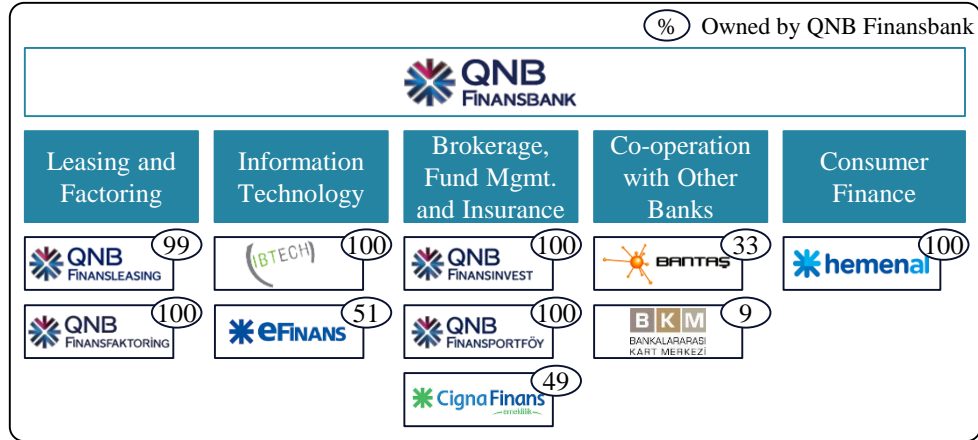 % Owned by QNB Finansbank
QNB
FINANSBANK
Leasing and
Factoring
Information
Technology
Brokerage,
Fund Mgmt.
and Insurance
Co-operation
with Other
Banks
Consumer
Finance
99
QNB
FINANSLEASING
100
QNB
FINANSFAKTORING
100
IBTECH
51
eFINANS
100
QNB
FINANSINVEST
100
QNB
FINANSPORTFÖY
49
Cigna Finans
emeklilik
33
BANTAŞ
9
BKM
BANKALARARASI
KART MERKEZİ
100
hemenal